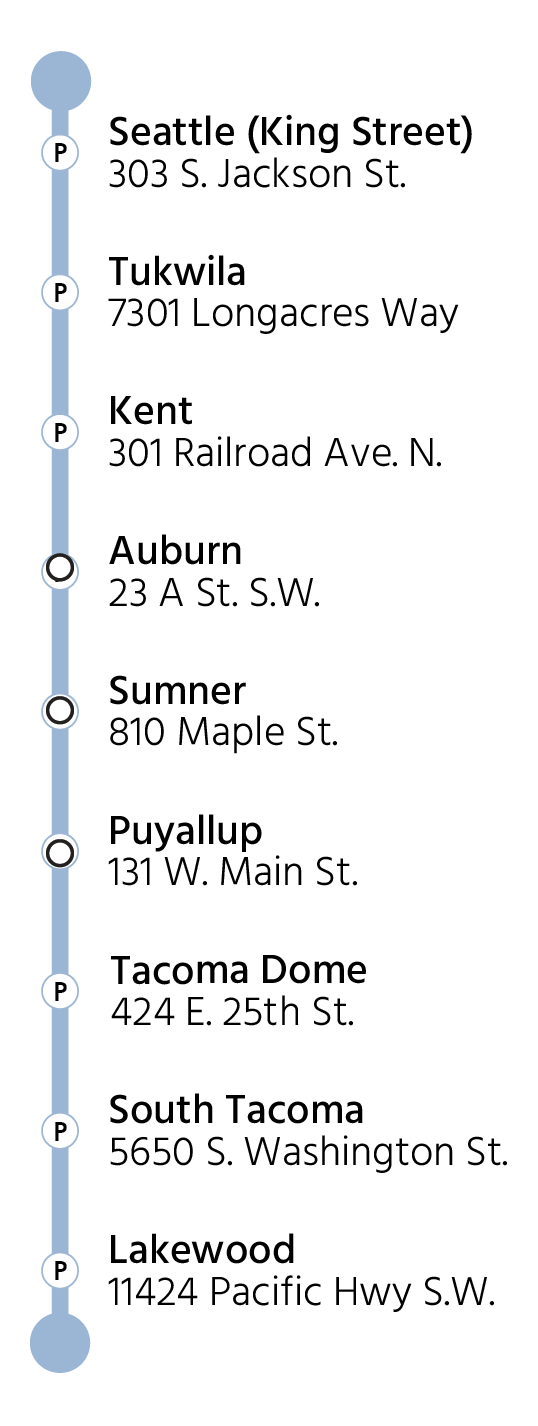 P
Seattle (King Street)
303 S. Jackson St.
P
Tukwila
7301 Longacres Way
P
Kent
301 Railroad Ave. N.
Auburn
23 A St. S.W.
Sumner
810 Maple St.
Puyallup
131 W. Main St.
P
Tacoma Dome
424 E. 25th St.
P
South Tacoma
5650 S. Washington St.
P
Lakewood
11424 Pacific Hwy S.W.